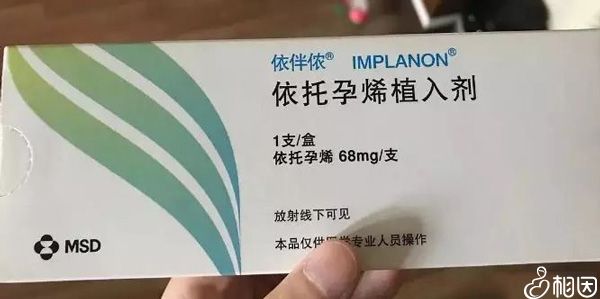 依伴侬® IMPLANON®
依托孕烯植入剂
1支/盒
依托孕烯 68mg/支
放射线下可见
本品仅供医学专业人员操作
MSD
相因